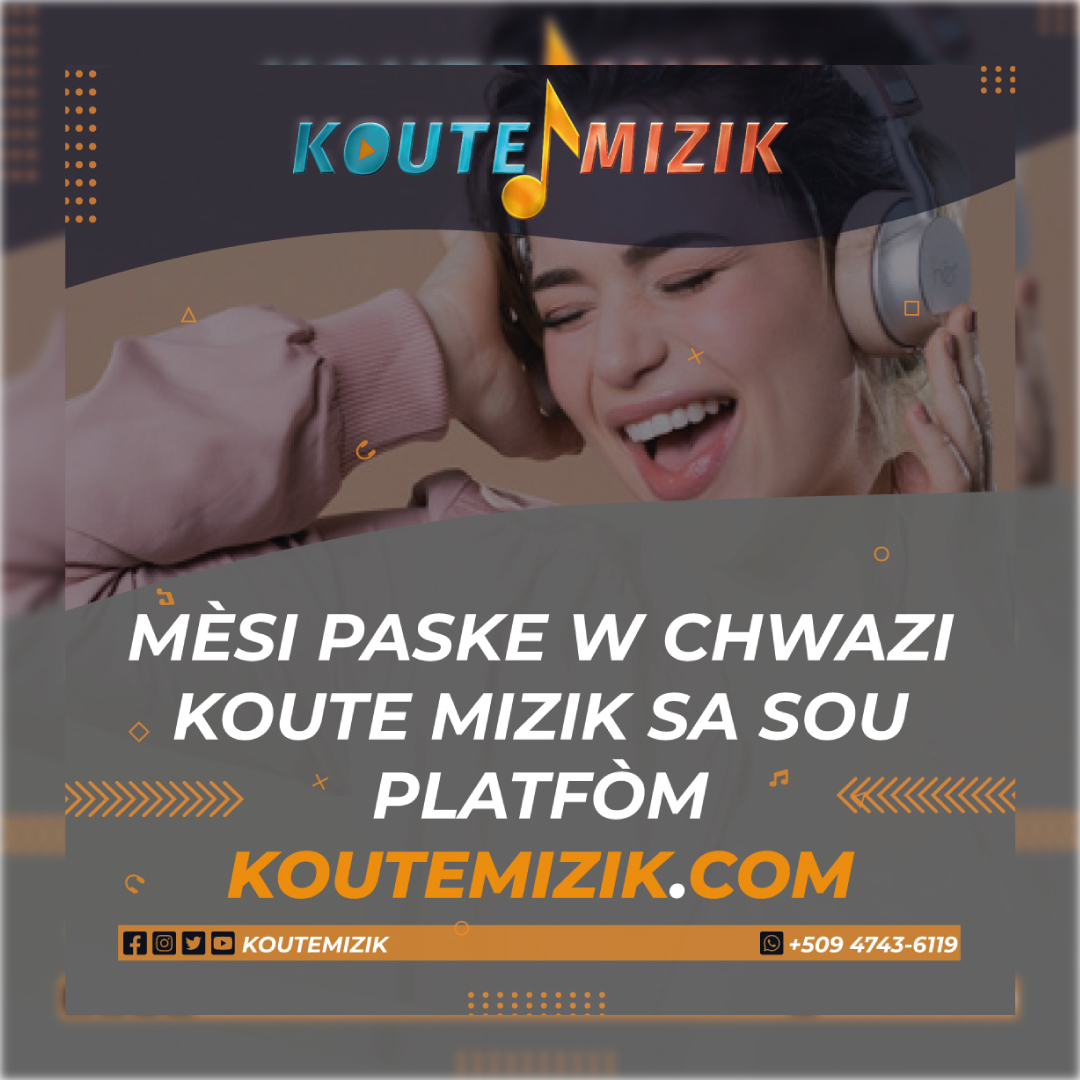 KOUTE MIZIK
MÈSI PASKE W CHWAZI
KOUTE MIZIK SA SOU
PLATFÒM
KOUTEMIZIK.COM
KOUTEMIZIK
+509 4743-6119